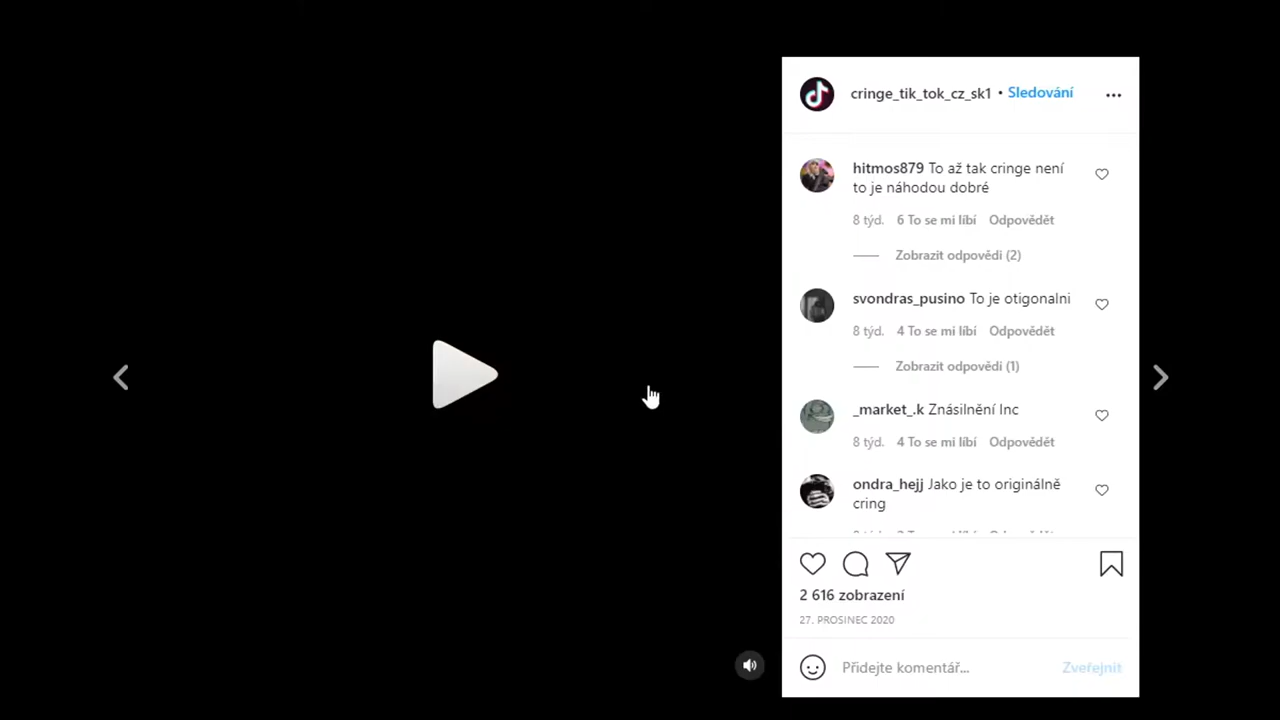 cringe_tik_tok_cz_sk1 • Sledování
hitmos879 To až tak cringe není
to je náhodou dobré
8 týd. 6 To se mi líbí Odpovědět
Zobrazit odpovědi (2)
svondras_pusino To je otigonalni
8 týd. 4 To se mi líbí Odpovědět
Zobrazit odpovědi (1)
_market_.k Znásilnění Inc
8 týd. 4 To se mi líbí Odpovědět
ondra_hejj Jako je to originálně
cring
2 616 zobrazení
27. PROSINEC 2020
Přidejte komentář...
Zveřejnit